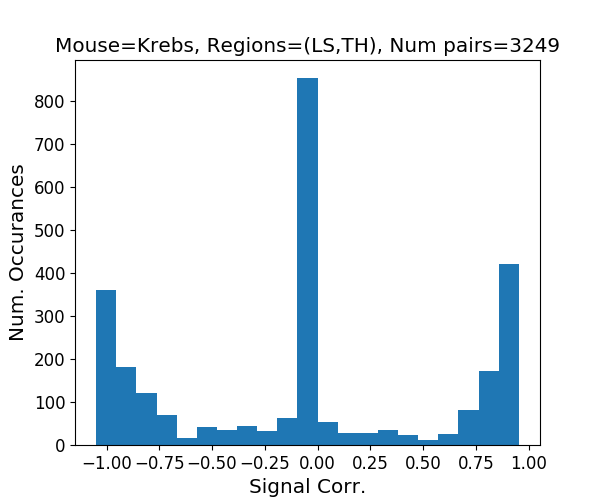 Mouse=Krebs, Regions=(LS,TH), Num pairs=3249
800
700
600
500
400
300
200
100
0
Num. Occurances
−1.00 −0.75 −0.50 −0.25 0.00 0.25 0.50 0.75 1.00
Signal Corr.